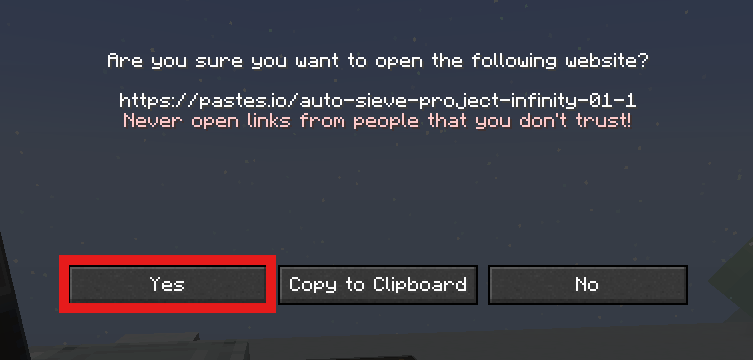 Are you sure you want to open the following website?
https://pastes.io/auto-sieve-project-infinity-01-1
Never open links from people that you don't trust!
Yes
Copy to Clipboard
No